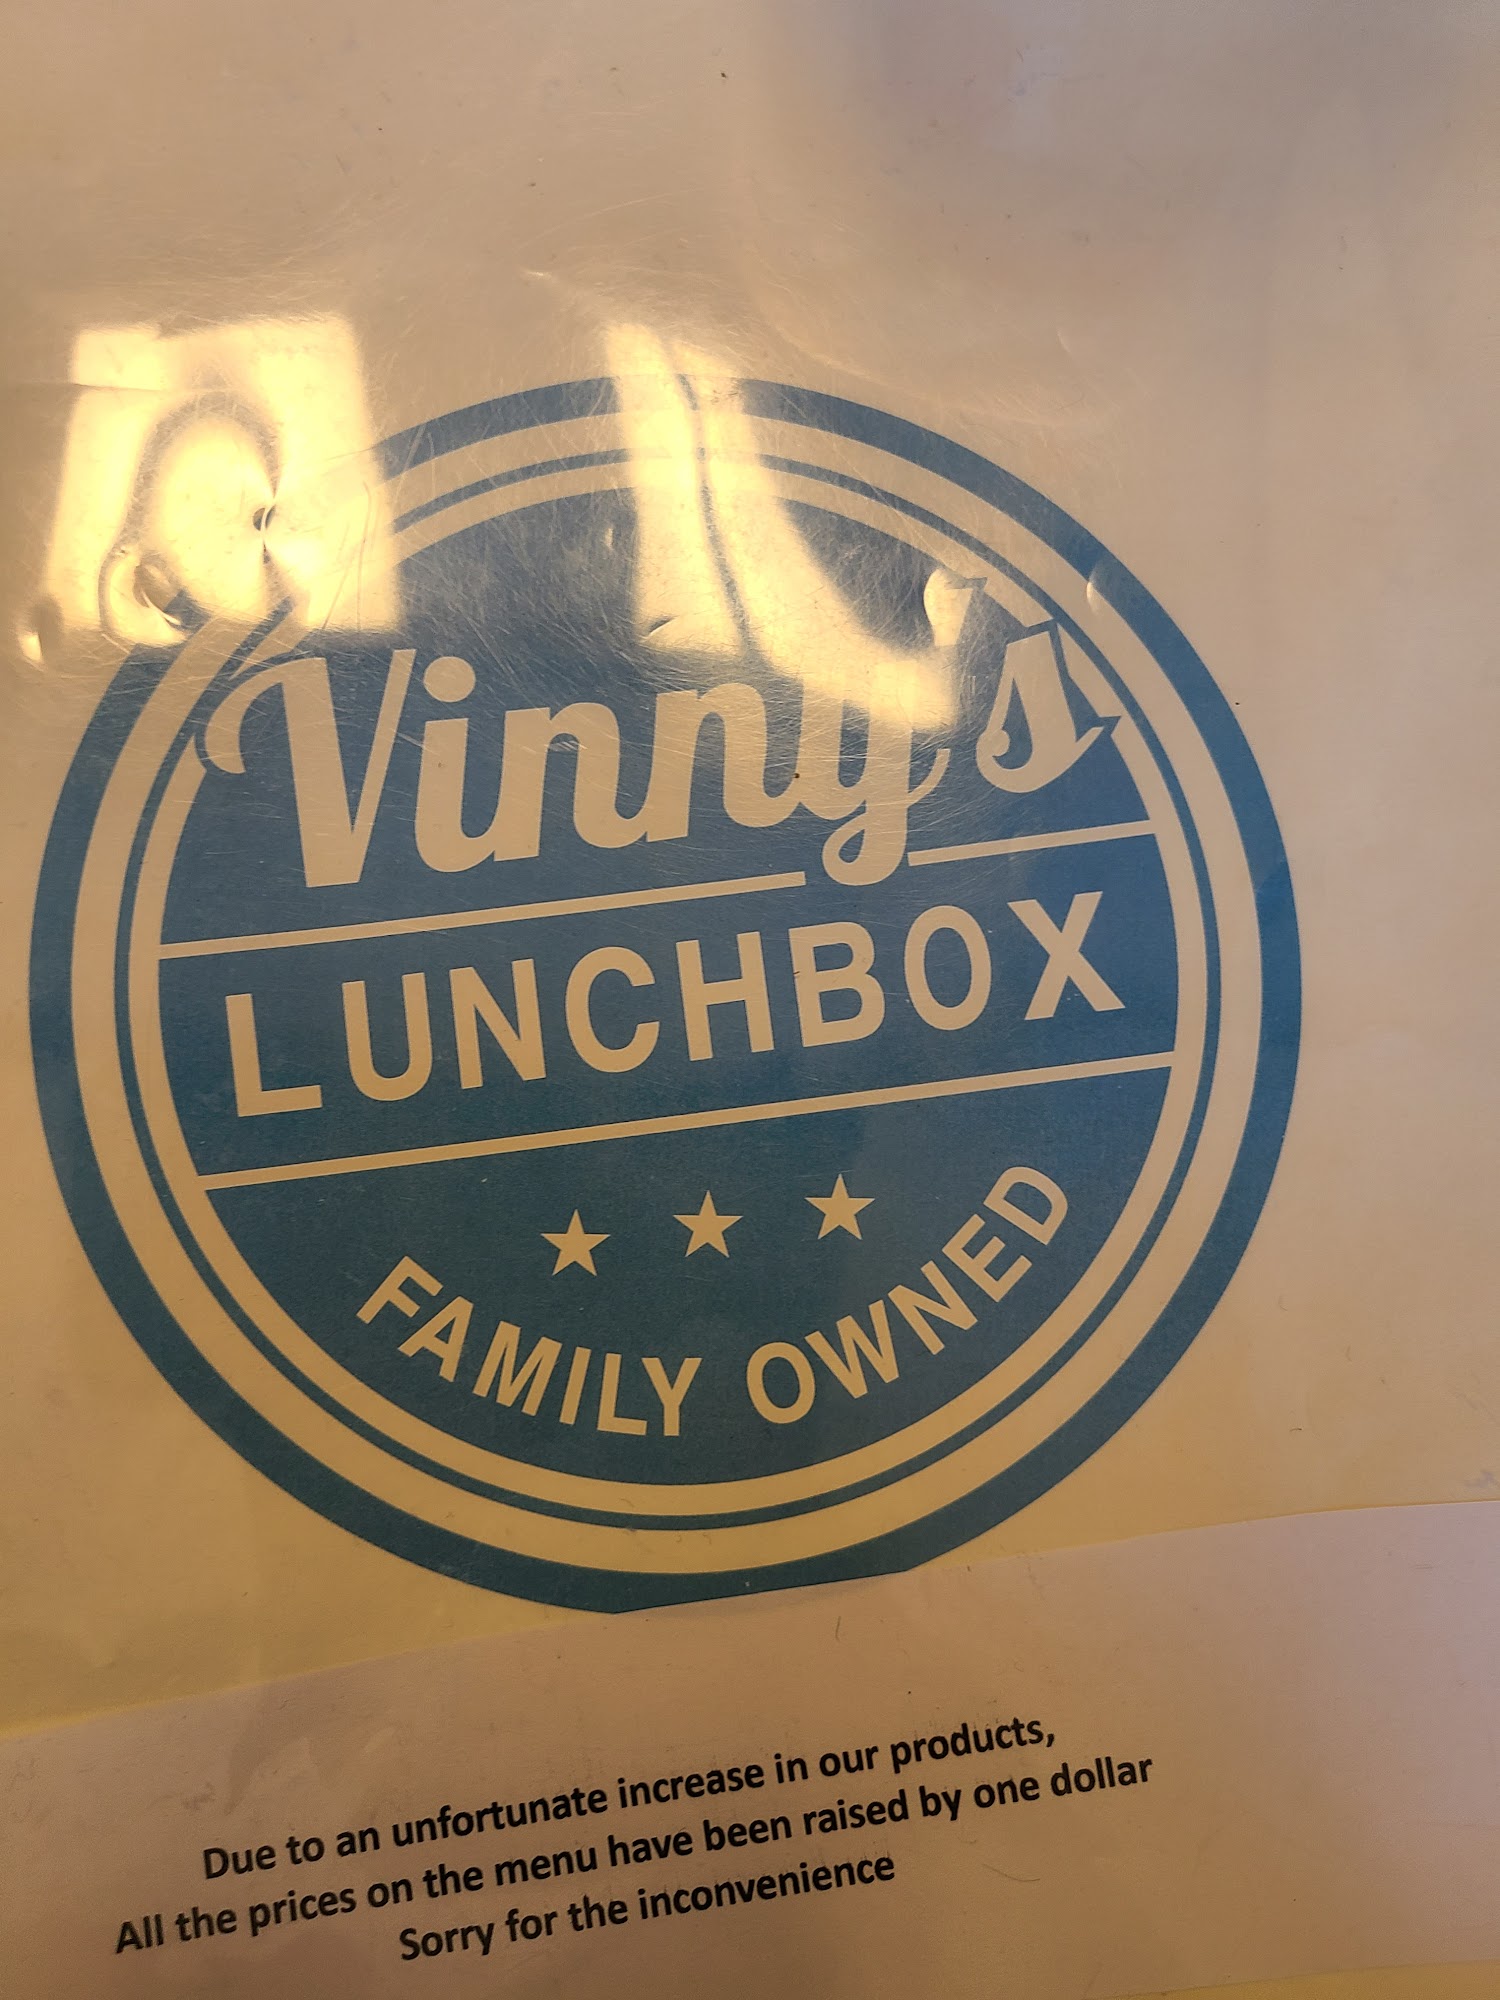 Vinny's
LUNCHBOX
FAMILY OWNED
Due to an unfortunate increase in our products,
All the prices on the menu have been raised by one dollar
Sorry for the inconvenience